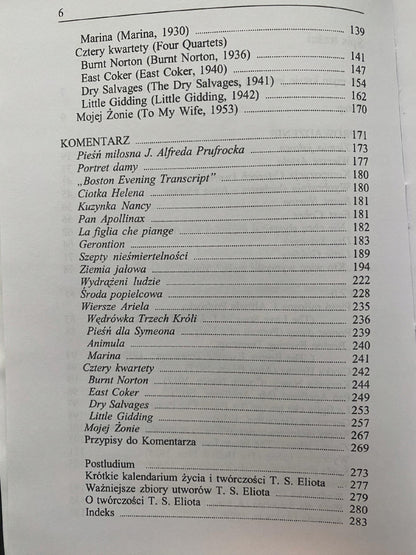 6
Marina (Marina, 1930) 139
Cztery kwartety (Four Quartets)
Burnt Norton (Burnt Norton, 1936) 141
East Coker (East Coker, 1940) 147
Dry Salvages (The Dry Salvages, 1941) 154
Little Gidding (Little Gidding, 1942) 162
Mojej Żonie (To My Wife, 1953) 170
KOMENTARZ 171
Pieśń miłosna J. Alfreda Prufrocka 173
Portret damy 177
„Boston Evening Transcript" 180
Ciotka Helena 180
Kuzynka Nancy 181
Pan Apollinax 181
La figlia che piange 182
Gerontion 183
Szepty nieśmiertelności 189
Ziemia jałowa 194
Wydrążeni ludzie 222
Środa popielcowa 228
Wiersze Ariela 235
Wędrówka Trzech Króli 236
Pieśń dla Symeona 239
Animula 240
Marina 241
Cztery kwartety 242
Burnt Norton 244
East Coker 249
Dry Salvages 253
Little Gidding 257
Mojej Żonie 267
Przypisy do Komentarza 269
Postludium 273
Krótkie kalendarium życia i twórczości T. S. Eliota 277
Ważniejsze zbiory utworów T. S. Eliota 279
O twórczości T. S. Eliota 280
Indeks 283